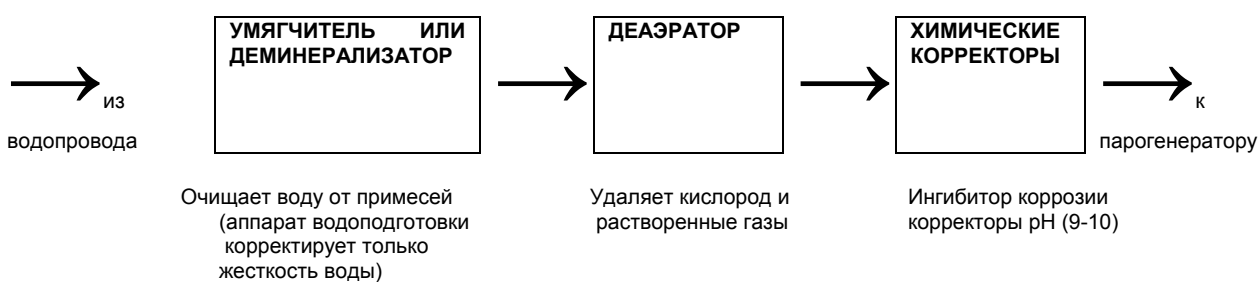 УМЯГЧИТЕЛЬ ИЛИ
ДЕМИНЕРАЛИЗАТОР
ДЕАЭРАТОР
ХИМИЧЕСКИЕ
КОРРЕКТОРЫ
из
водопровода
к
парогенератору
Очищает воду от примесей
(аппарат водоподготовки
корректирует только
жесткость воды)
Удаляет кислород и
растворенные газы
Ингибитор коррозии
корректоры pH (9-10)